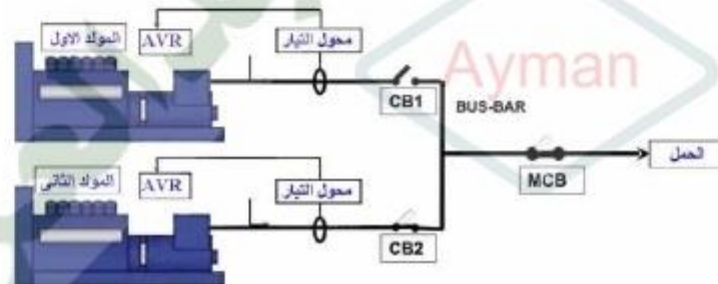 المولد الاول
AVR
محول التيار
Ayman
CB1
BUS-BAR
الحمل
MCB
المولد الثانى
AVR
محول التيار
CB2